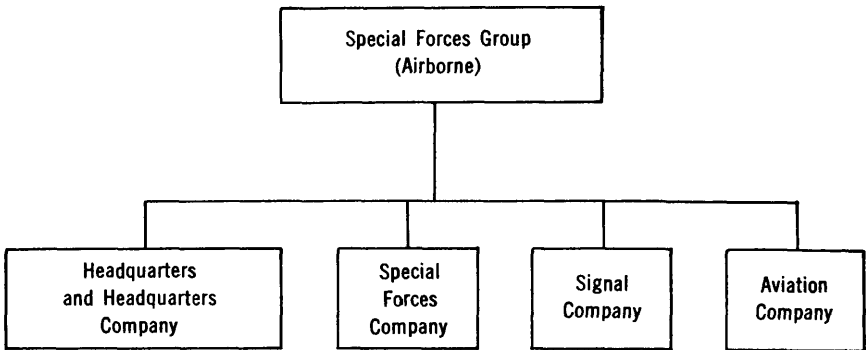 Special Forces Group
(Airborne)
Headquarters
and Headquarters
Company
Special
Forces
Company
Signal
Company
Aviation
Company